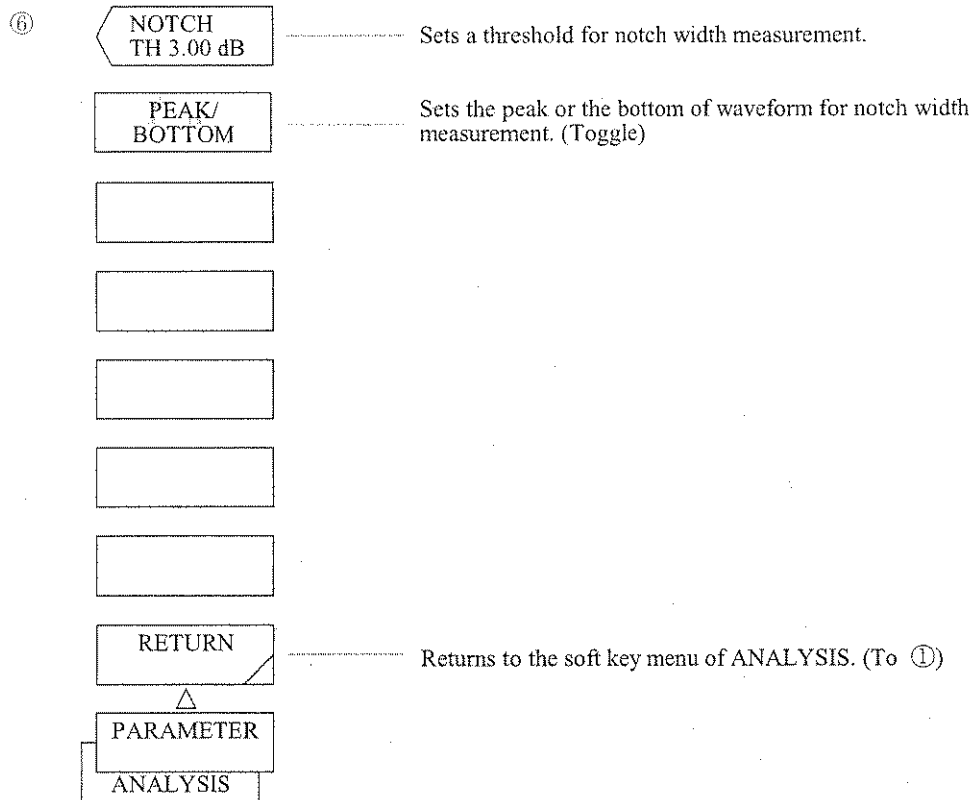 ⑥
NOTCH
TH 3.00 dB
Sets a threshold for notch width measurement.
PEAK/
BOTTOM
Sets the peak or the bottom of waveform for notch width
measurement. (Toggle)
RETURN
Returns to the soft key menu of ANALYSIS. (To ①)
△
PARAMETER
ANALYSIS